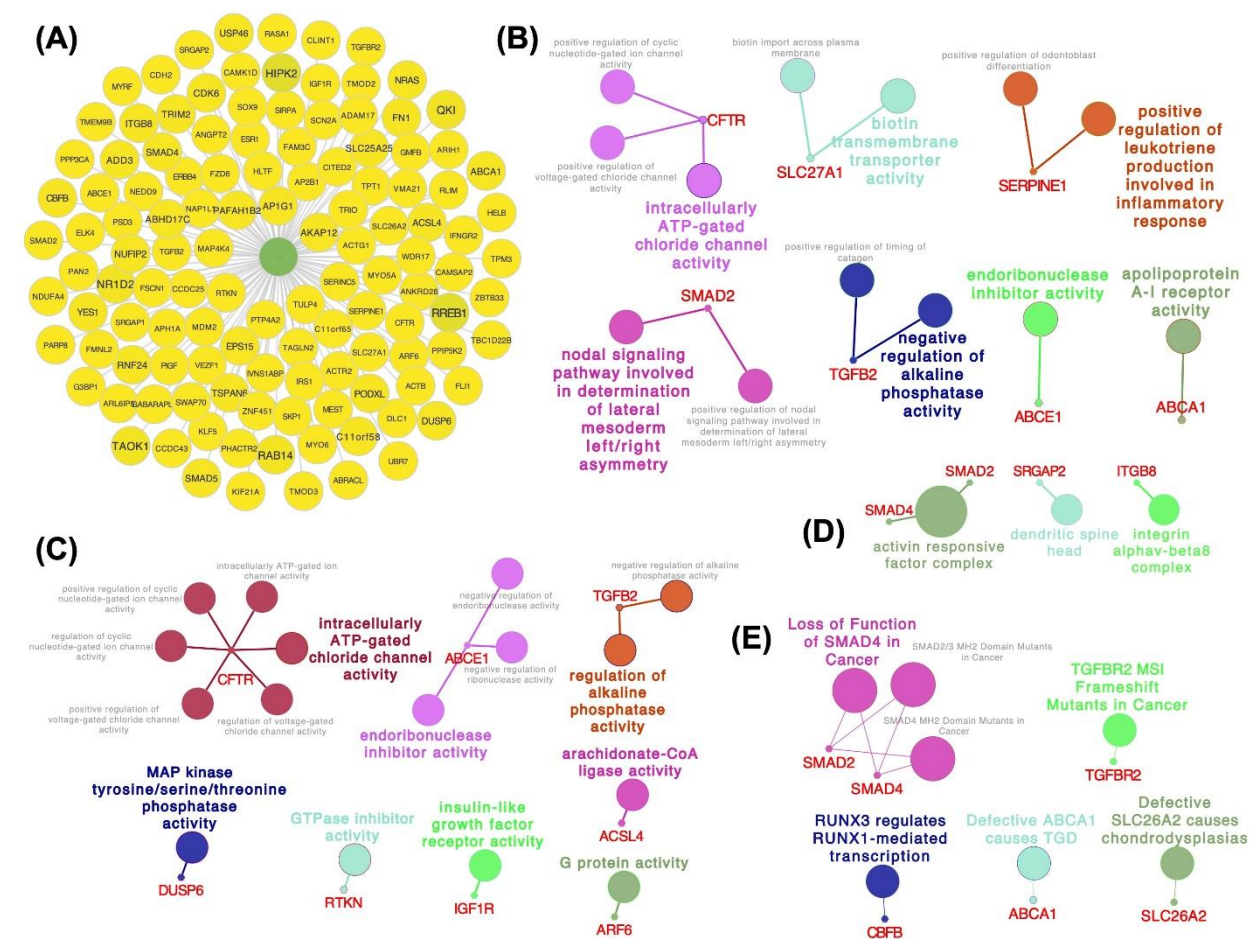 (A)
USP46
RASA1
CLINT1
TGFBR2
SRGAP2
CAMK1D
HIPK2
IGF1R
TMOD2
NRAS
MYRF
CDH2
CDK6
SOX9
SIRPA
SCN2A
ADAM17
FN1
QKI
TMEM9B
ITGB8
TRIM2
ANGPT2
ESR1
FAM3C
SLC25A25
GMFB
ARIH1
PPP3CA
ADD3
SMAD4
ERBB4
FZD6
HLTF
CITED2
AP2B1
TPT1
VMA21
RLIM
ABCA1
CBFB
ABCE1
NEDD9
NAP1L1
PAFAH1B2
AP1G1
TRIO
SLC26A2
ACSL4
HELB
SMAD2
ELK4
PSD3
ABHD17C
AKAP12
ACTG1
WDR17
IFNGR2
NUFIP2
TGFB2
MAP4K4
TPM3
PAN2
NR1D2
FSCN1
CCDC25
RTKN
SERINC5
MYO5A
ANKRD28
CAMSAP2
NDUFA4
YES1
SRGAP1
APH1A
MDM2
PTP4A2
TULP4
SERPINE1
CFTR
RREB1
ZBTB33
C11orf65
PARP8
FMNL2
RNF24
PIGF
VEZF1
EPS15
TAGLN2
SLC27A1
ARF6
PPIP5K2
TBC1D22B
G3BP1
ARL6IP5
GABARAPL
SWAP70
TSPAN6
IVNS1ABP
IRS1
ACTR2
PODXL
ACTB
FLI1
ZNF451
SKP1
MEST
DLC1
DUSP6
TAOK1
CCDC43
KLF5
PHACTR2
RAB14
MYO6
C11orf58
UBR7
SMAD5
KIF21A
TMOD3
ABRACL
(B)
positive regulation of cyclic
nucleotide-gated ion channel
activity
CFTR
positive regulation of
voltage-gated chloride channel
activity
intracellularly
ATP-gated
chloride channel
activity
biotin import across plasma
membrane
biotin
transmembrane
transporter
activity
SLC27A1
positive regulation of odontoblast
differentiation
SERPINE1
positive
regulation of
leukotriene
production
involved in
inflammatory
response
SMAD2
nodal signaling
pathway involved
in determination
of lateral
mesoderm
left/right
asymmetry
positive regulation of nodal
signaling pathway involved in
determination of lateral
mesoderm left/right asymmetry
positive regulation of timing of
catagen
TGFB2
negative
regulation of
alkaline
phosphatase
activity
endoribonuclease
inhibitor activity
ABCE1
apolipoprotein
A-I receptor
activity
ABCA1
(C)
positive regulation of cyclic
nucleotide-gated ion channel
activity
intracellularly ATP-gated ion
channel activity
regulation of cyclic
nucleotide-gated ion channel
activity
CFTR
positive regulation of
voltage-gated chloride channel
activity
regulation of voltage-gated
chloride channel activity
intracellularly
ATP-gated
chloride channel
activity
negative regulation of
endoribonuclease activity
ABCE1
negative regulation of
ribonuclease activity
endoribonuclease
inhibitor activity
negative regulation of alkaline
phosphatase activity
TGFB2
regulation of
alkaline
phosphatase
activity
MAP kinase
tyrosine/serine/threonine
phosphatase
activity
DUSP6
GTPase inhibitor
activity
RTKN
insulin-like
growth factor
receptor activity
IGF1R
arachidonate-CoA
ligase activity
ACSL4
G protein activity
ARF6
(D)
SMAD2
SMAD4
activin responsive
factor complex
SRGAP2
dendritic spine
head
ITGB8
integrin
alphav-beta8
complex
(E)
Loss of Function
of SMAD4 in
Cancer
SMAD2/3 MH2 Domain Mutants
in Cancer
SMAD4 MH2 Domain Mutants in
Cancer
SMAD2
SMAD4
TGFBR2 MSI
Frameshift
Mutants in Cancer
TGFBR2
RUNX3 regulates
RUNX1-mediated
transcription
CBFB
Defective ABCA1
causes TGD
ABCA1
Defective
SLC26A2 causes
chondrodysplasias
SLC26A2